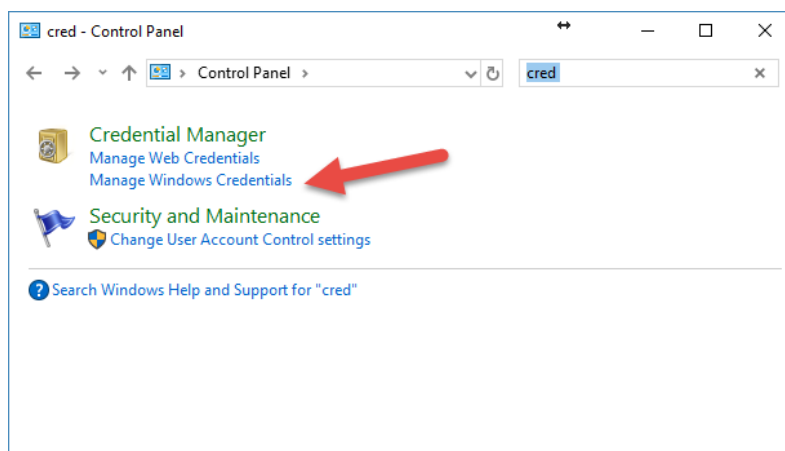 cred - Control Panel
Control Panel
cred
Credential Manager
Manage Web Credentials
Manage Windows Credentials
Security and Maintenance
Change User Account Control settings
Search Windows Help and Support for "cred"